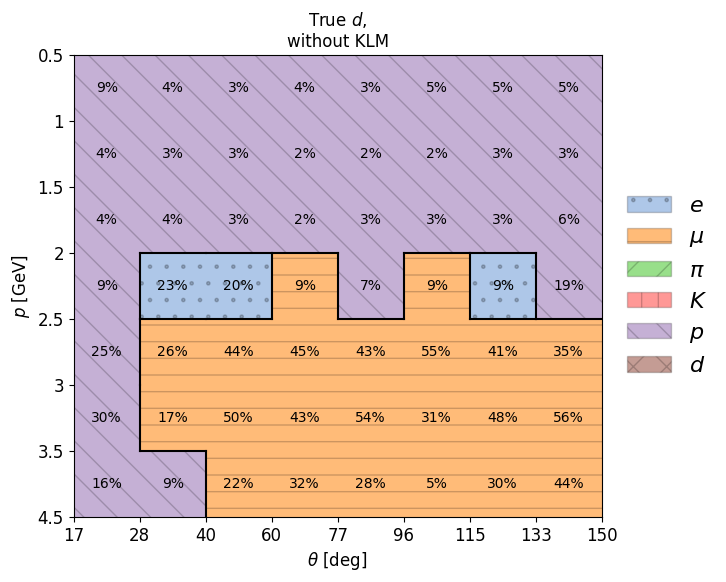 True d,
without KLM
0.5
9% 4% 3% 4% 3% 5% 5% 5%
1
4% 3% 3% 2% 2% 2% 3% 3%
1.5
4% 4% 3% 2% 3% 3% 3% 6%
2
9% 23% 20% 9% 7% 9% 9% 19%
2.5
25% 26% 44% 45% 43% 55% 41% 35%
3
30% 17% 50% 43% 54% 31% 48% 56%
3.5
16% 9% 22% 32% 28% 5% 30% 44%
4.5
17 28 40 60 77 96 115 133 150
θ [deg]
p [GeV]
e
μ
π
K
p
d